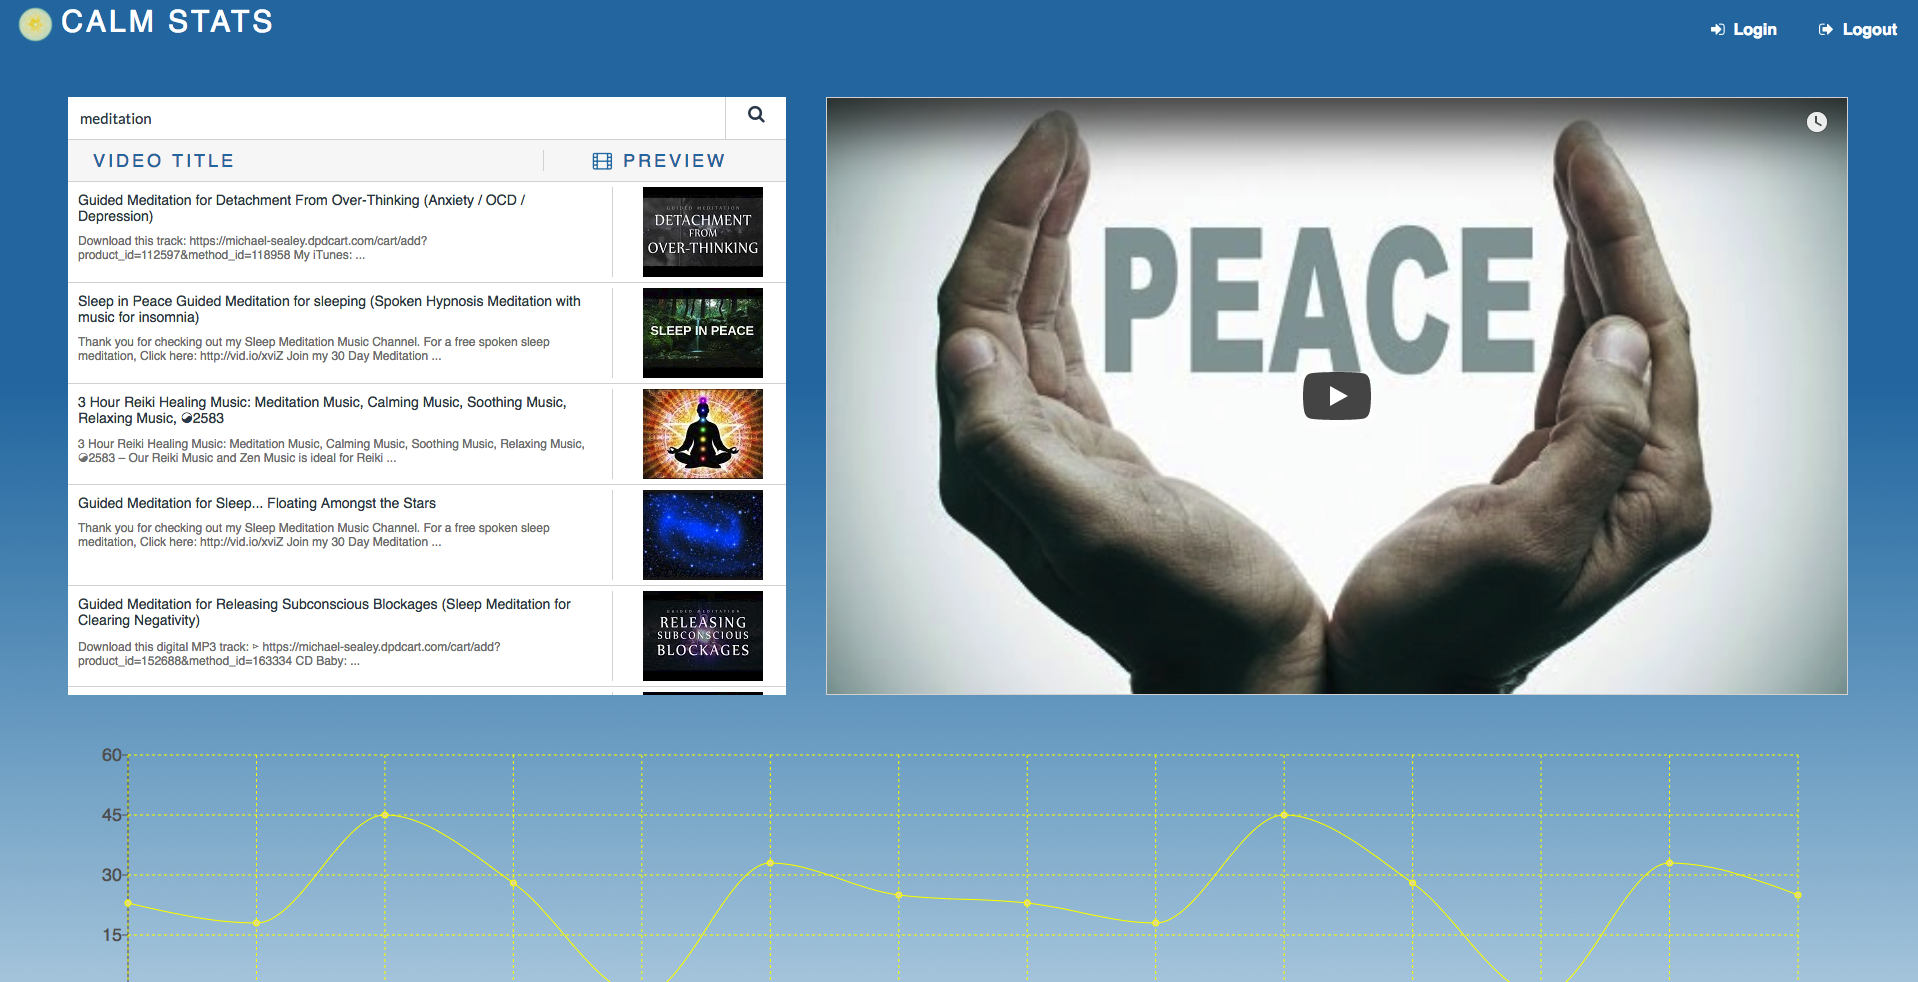 CALM STATS
Login
Logout
meditation
VIDEO TITLE
PREVIEW
Guided Meditation for Detachment From Over-Thinking (Anxiety / OCD /
Depression)
Download this track: https://michael-sealey.dpdcart.com/cart/add?
product_id=112597&method_id=118958 My iTunes: ...
GUIDED MEDITATION
DETACHMENT
FROM
OVER-THINKING
Sleep in Peace Guided Meditation for sleeping (Spoken Hypnosis Meditation with
music for insomnia)
Thank you for checking out my Sleep Meditation Music Channel. For a free spoken sleep
meditation, Click here: http://vid.io/xviZ Join my 30 Day Meditation ...
SLEEP IN PEACE
3 Hour Reiki Healing Music: Meditation Music, Calming Music, Soothing Music,
Relaxing Music, ☯2583
3 Hour Reiki Healing Music: Meditation Music, Calming Music, Soothing Music, Relaxing Music,
☯2583 – Our Reiki Music and Zen Music is ideal for Reiki ...
Guided Meditation for Sleep... Floating Amongst the Stars
Thank you for checking out my Sleep Meditation Music Channel. For a free spoken sleep
meditation, Click here: http://vid.io/xviZ Join my 30 Day Meditation ...
Guided Meditation for Releasing Subconscious Blockages (Sleep Meditation for
Clearing Negativity)
Download this digital MP3 track: ➢ https://michael-sealey.dpdcart.com/cart/add?
product_id=152688&method_id=163334 CD Baby: ...
GUIDED MEDITATION
RELEASING
SUBCONSCIOUS
BLOCKAGES
PEACE
60
45
30
15